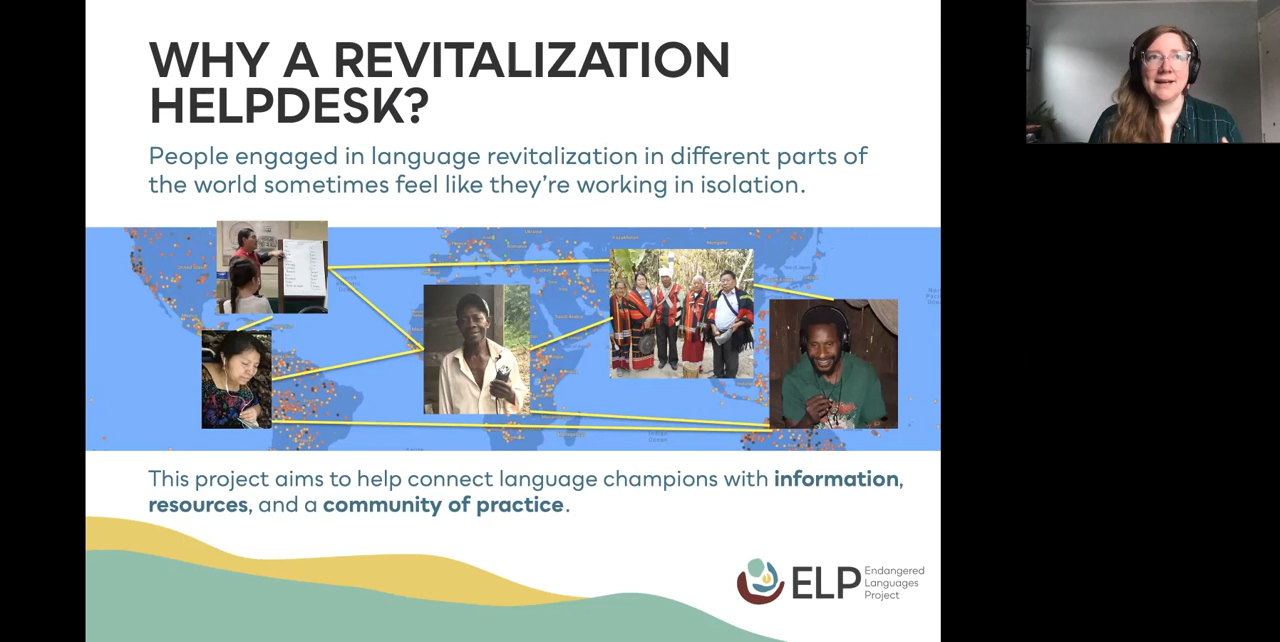 WHY A REVITALIZATION
HELPDESK?
People engaged in language revitalization in different parts of
the world sometimes feel like they're working in isolation.
United States
This project aims to help connect language champions with information,
resources, and a community of practice.
ELP
Endangered
Languages
Project